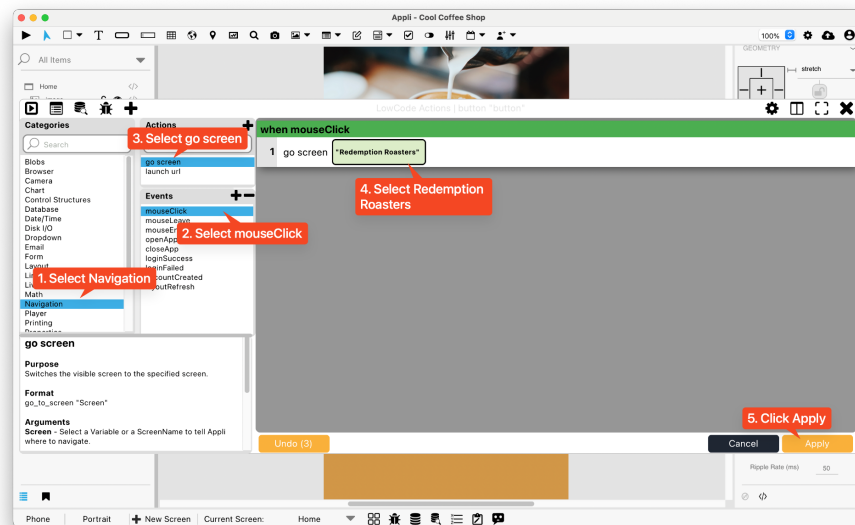 Appli - Cool Coffee Shop
T
100%
All Items
GEOMETRY
Home
</>
stretch
LowCode Actions | button "button"
Categories
Actions
when mouseClick
Search
3. Select go screen
1 go screen "Redemption Roasters"
go screen
launch url
Blobs
Browser
Camera
Chart
Control Structures
Database
Date/Time
Disk I/O
Dropdown
Email
Form
Layout
Math
Navigation
Player
Printing
Properties
Events
mouseClick
mouseLeave
closeApp
loginSuccess
loginFailed
4. Select Redemption
Roasters
2. Select mouseClick
1. Select Navigation
go screen
Purpose
Switches the visible screen to the specified screen.
Format
go_to_screen "Screen"
Arguments
Screen - Select a Variable or a ScreenName to tell Appli
where to navigate.
5. Click Apply
Undo (3)
Cancel
Apply
Ripple Rate (ms) 50
</>
Phone
Portrait
New Screen
Current Screen:
Home